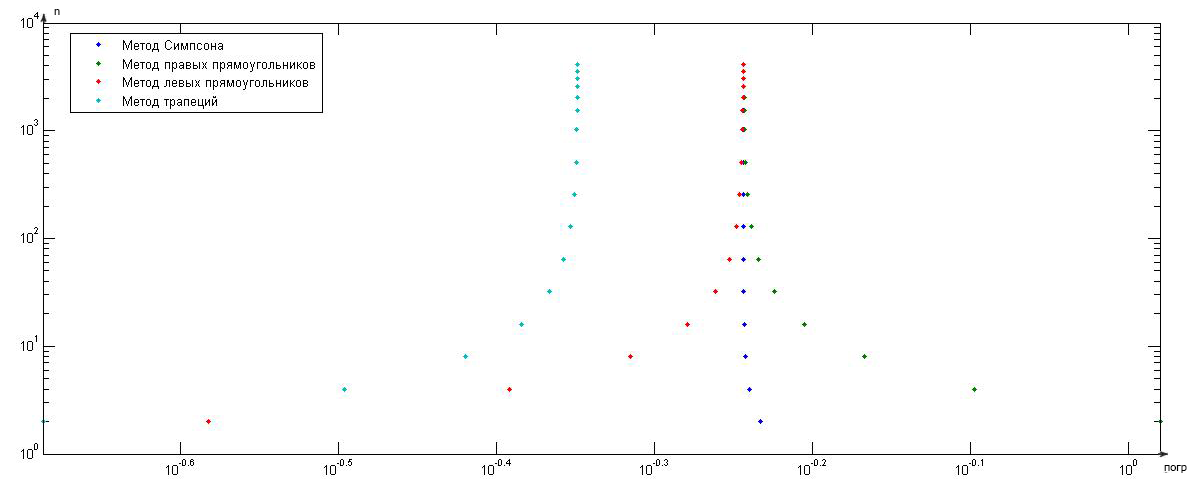 n
10^4
Метод Симпсона
Метод правых прямоугольников
Метод левых прямоугольников
Метод трапеций
10^3
10^2
10^1
10^0
10^-0.6 10^-0.5 10^-0.4 10^-0.3 10^-0.2 10^-0.1 10^0 погр